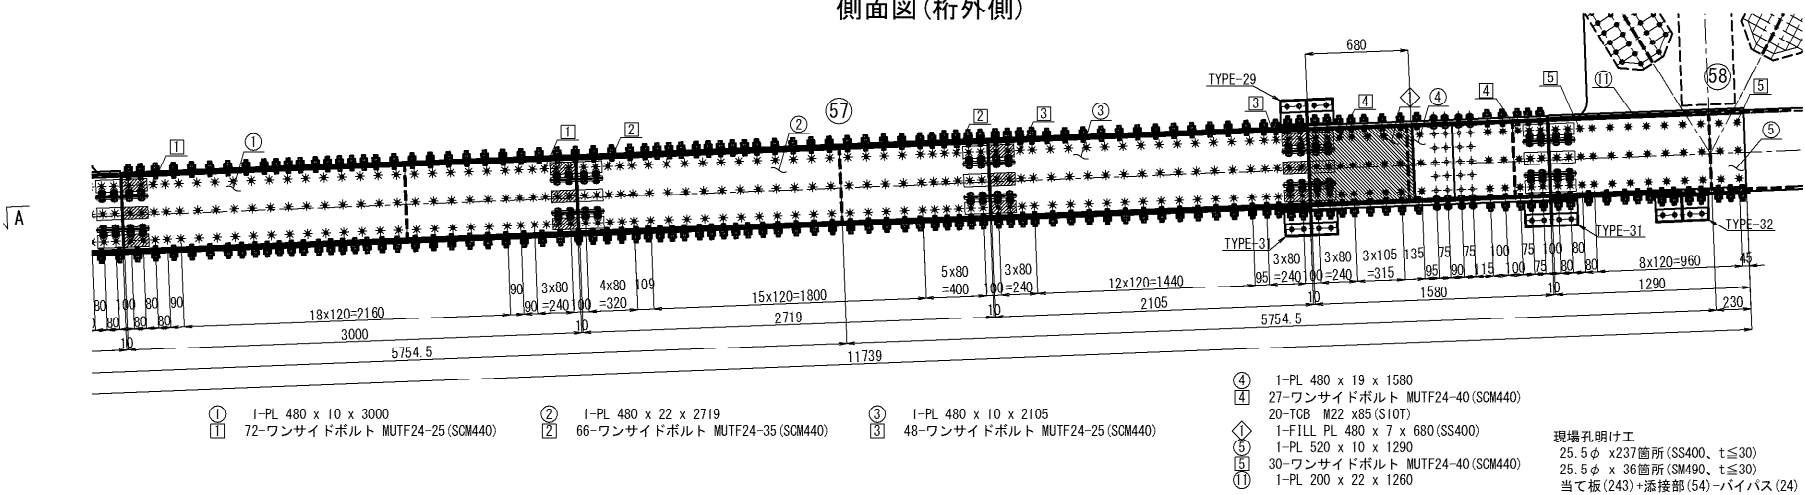 側面図(桁外側)
680
TYPE-29
58
5
11
5
4
4
1
4
3
5
57
3
3
2
2
2
1
1
1
A
TYPE-31
TYPE-31
TYPE-32
80 100 80 90
80 80 80
18x120=2160
90 3x80 =240 100 4x80 =320 109
90
15x120=1800
5x80 =400 100 3x80 =240
12x120=1440
95 3x80 =240 100 3x80 =240 3x105 =315 135 75 75 100 75 100 80
95 90 115 100 75 80 80
8x120=960
45
10
3000
10
2719
10
2105
10
1580
10
1290
230
5754.5
5754.5
11739
① 1-PL 480 x 10 x 3000
1 72-ワンサイドボルト MUTF24-25(SCM440)
② 1-PL 480 x 22 x 2719
2 66-ワンサイドボルト MUTF24-35(SCM440)
③ 1-PL 480 x 10 x 2105
3 48-ワンサイドボルト MUTF24-25(SCM440)
④ 1-PL 480 x 19 x 1580
4 27-ワンサイドボルト MUTF24-40(SCM440)
20-TCB M22 x85(S10T)
1 1-FILL PL 480 x 7 x 680(SS400)
⑤ 1-PL 520 x 10 x 1290
5 30-ワンサイドボルト MUTF24-40(SCM440)
⑪ 1-PL 200 x 22 x 1260
現場孔明け工
25.5φ x237箇所(SS400、t≦30)
25.5φ x 36箇所(SM490、t≦30)
当て板(243)+添接部(54)-バイパス(24)